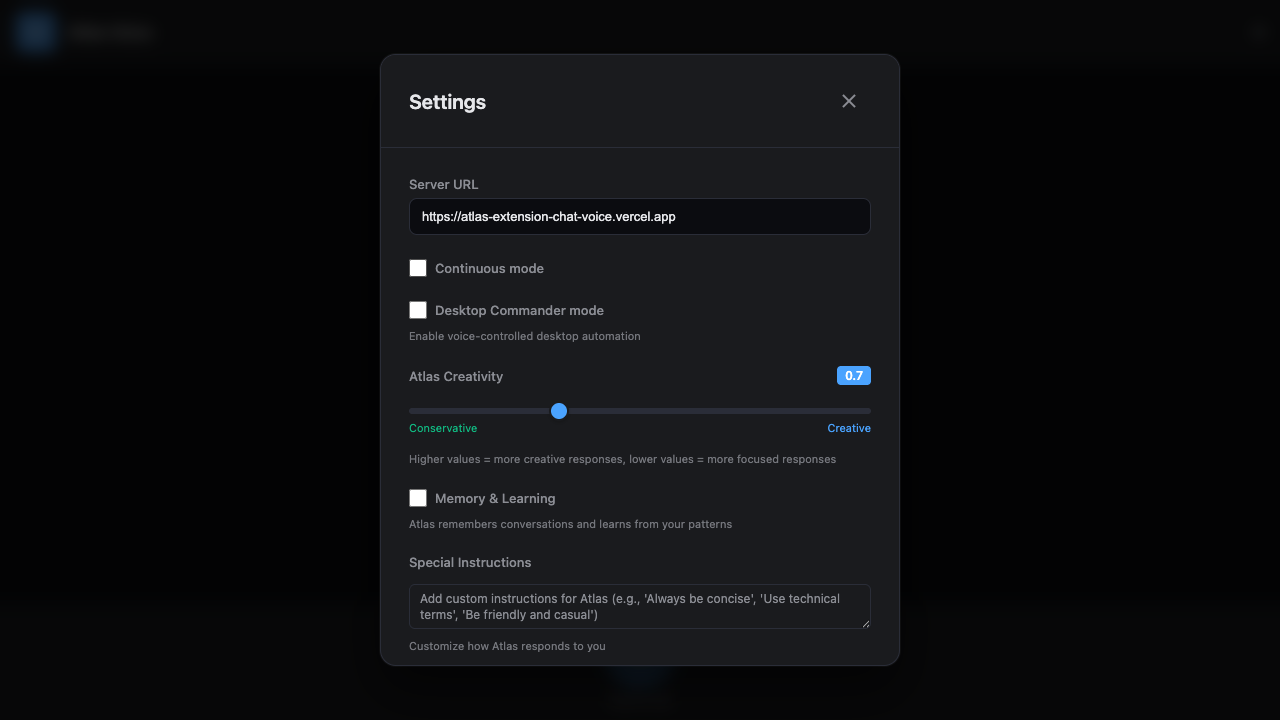 Settings
Server URL
https://atlas-extension-chat-voice.vercel.app
Continuous mode
Desktop Commander mode
Enable voice-controlled desktop automation
Atlas Creativity
0.7
Conservative
Creative
Higher values = more creative responses, lower values = more focused responses
Memory & Learning
Atlas remembers conversations and learns from your patterns
Special Instructions
Add custom instructions for Atlas (e.g., 'Always be concise', 'Use technical
terms', 'Be friendly and casual')
Customize how Atlas responds to you